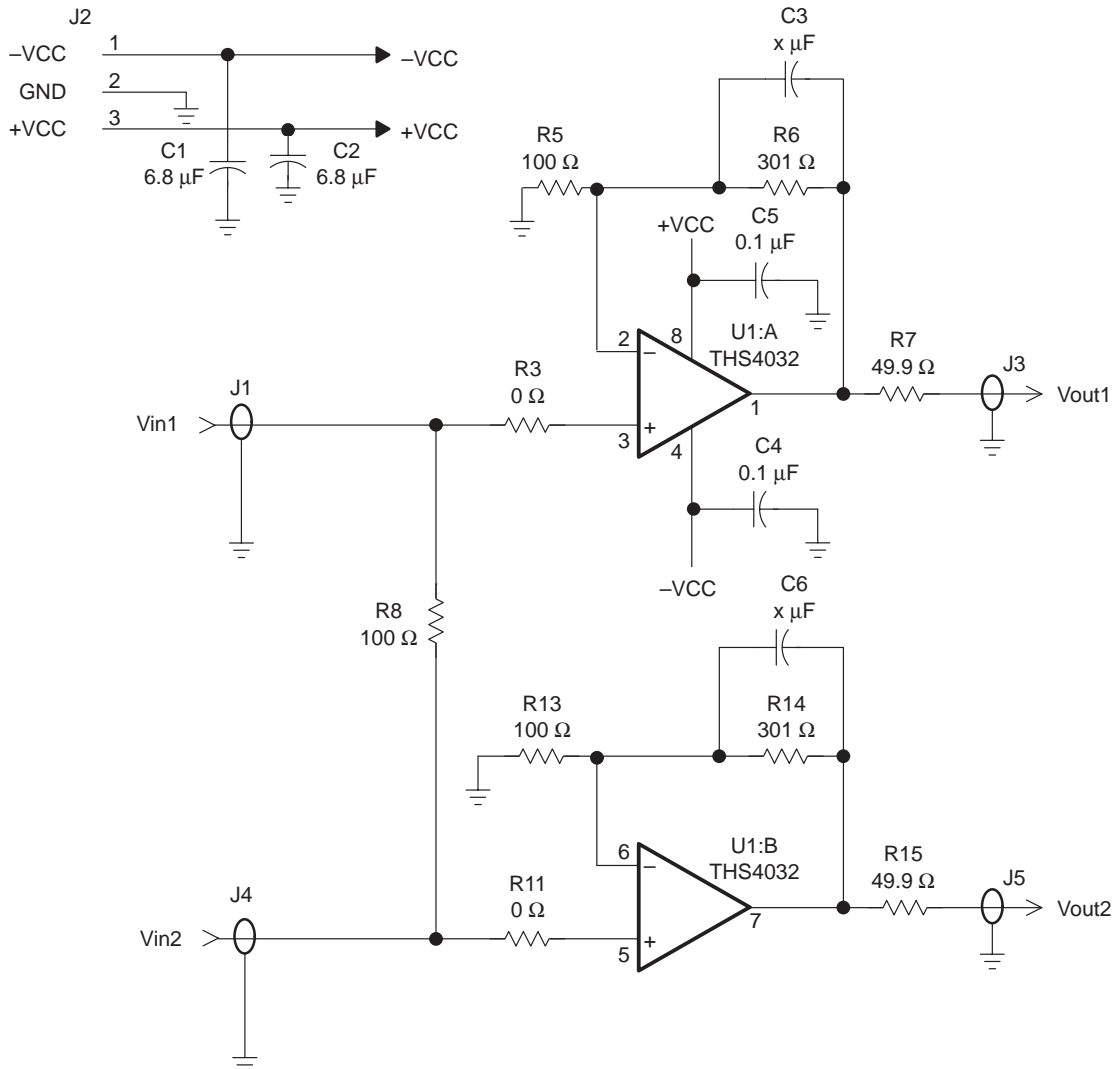 J2
–VCC 1 –VCC
GND 2
+VCC 3 +VCC
C1
6.8 µF
C2
6.8 µF
C3
x µF
R5
100 Ω
R6
301 Ω
C5
0.1 µF
+VCC
U1:A
THS4032
2
–
8
1
3
+
4
R3
0 Ω
R7
49.9 Ω
J3
Vout1
J1
Vin1
C4
0.1 µF
–VCC
R8
100 Ω
C6
x µF
R13
100 Ω
R14
301 Ω
U1:B
THS4032
6
–
7
5
+
R15
49.9 Ω
J5
Vout2
R11
0 Ω
J4
Vin2